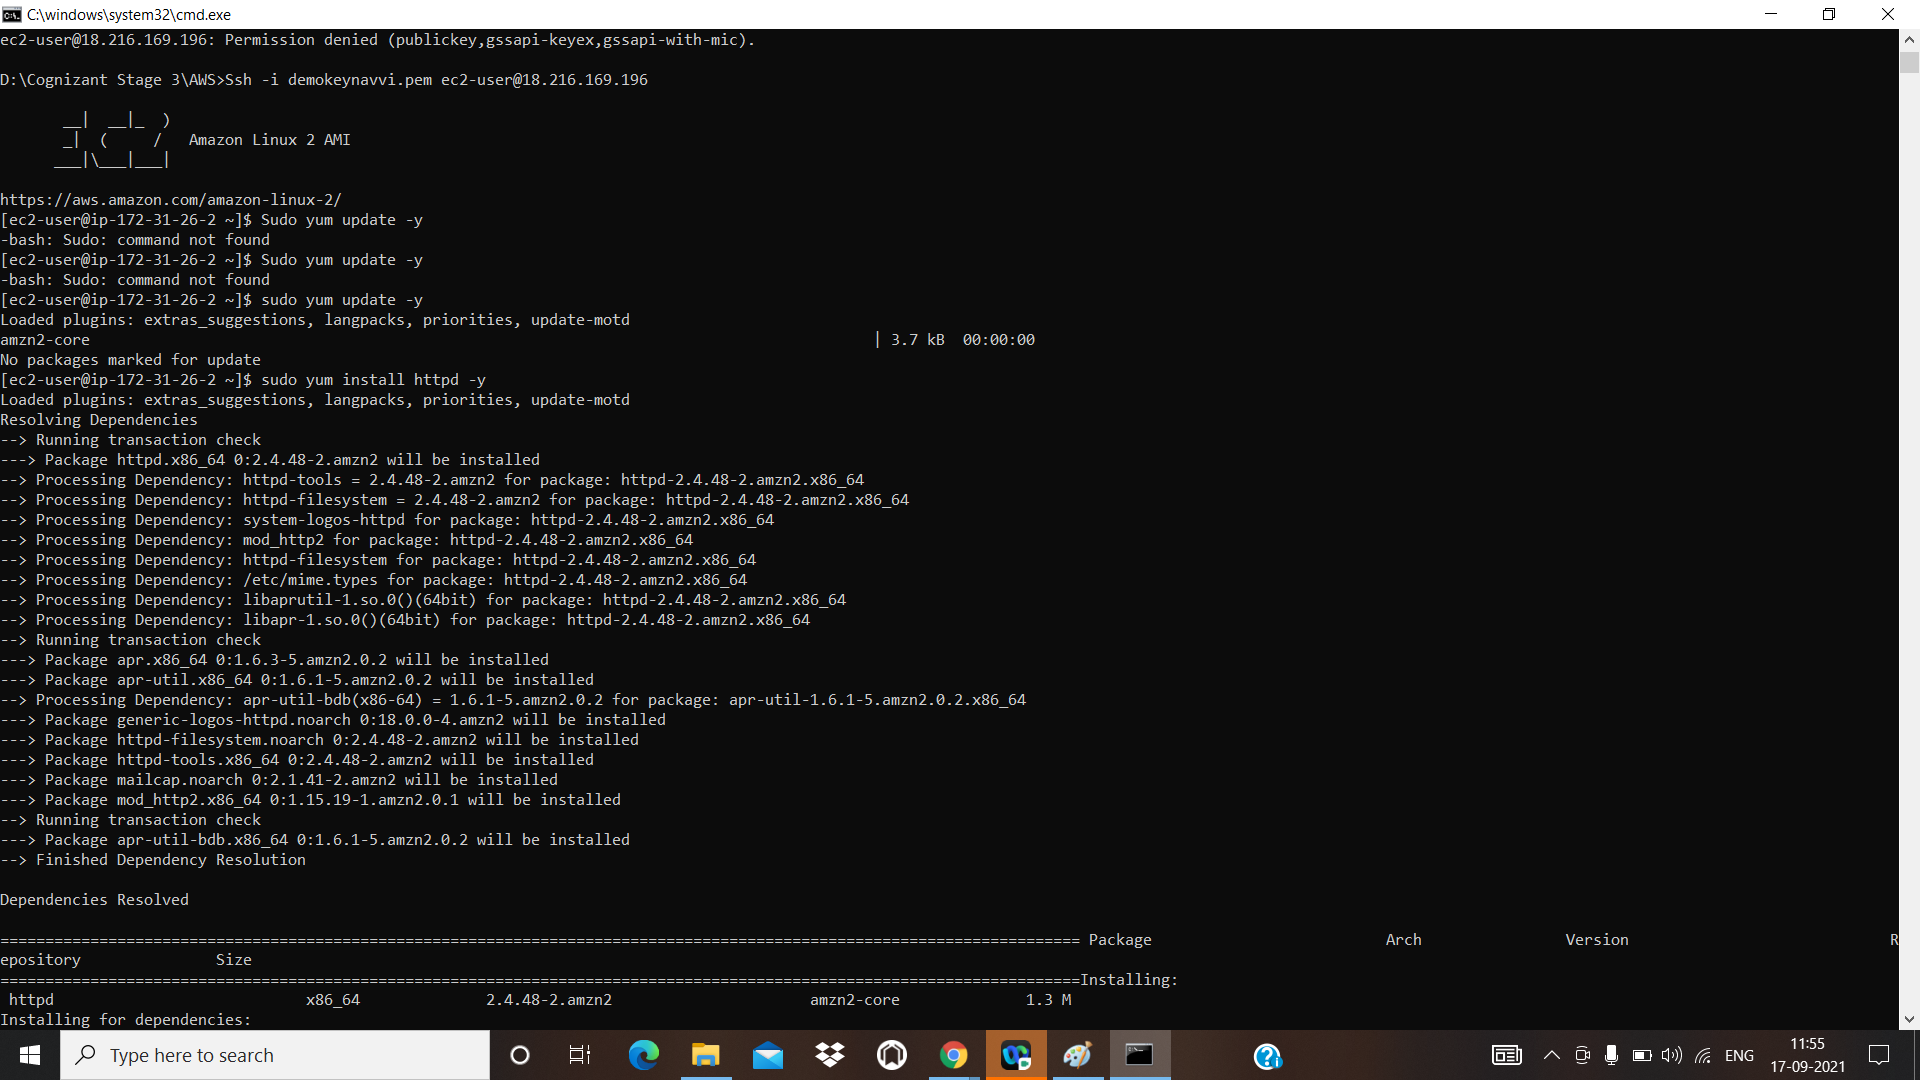 C:\windows\system32\cmd.exe
ec2-user@18.216.169.196: Permission denied (publickey,gssapi-keyex,gssapi-with-mic).
D:\Cognizant Stage 3\AWS>Ssh -i demokeynavvi.pem ec2-user@18.216.169.196
       __|  __|_  )
       _|  (     /   Amazon Linux 2 AMI
      ___|\___|___|
https://aws.amazon.com/amazon-linux-2/
[ec2-user@ip-172-31-26-2 ~]$ Sudo yum update -y
-bash: Sudo: command not found
[ec2-user@ip-172-31-26-2 ~]$ Sudo yum update -y
-bash: Sudo: command not found
[ec2-user@ip-172-31-26-2 ~]$ sudo yum update -y
Loaded plugins: extras_suggestions, langpacks, priorities, update-motd
amzn2-core | 3.7 kB  00:00:00
No packages marked for update
[ec2-user@ip-172-31-26-2 ~]$ sudo yum install httpd -y
Loaded plugins: extras_suggestions, langpacks, priorities, update-motd
Resolving Dependencies
--> Running transaction check
---> Package httpd.x86_64 0:2.4.48-2.amzn2 will be installed
--> Processing Dependency: httpd-tools = 2.4.48-2.amzn2 for package: httpd-2.4.48-2.amzn2.x86_64
--> Processing Dependency: httpd-filesystem = 2.4.48-2.amzn2 for package: httpd-2.4.48-2.amzn2.x86_64
--> Processing Dependency: system-logos-httpd for package: httpd-2.4.48-2.amzn2.x86_64
--> Processing Dependency: mod_http2 for package: httpd-2.4.48-2.amzn2.x86_64
--> Processing Dependency: httpd-filesystem for package: httpd-2.4.48-2.amzn2.x86_64
--> Processing Dependency: /etc/mime.types for package: httpd-2.4.48-2.amzn2.x86_64
--> Processing Dependency: libaprutil-1.so.0()(64bit) for package: httpd-2.4.48-2.amzn2.x86_64
--> Processing Dependency: libapr-1.so.0()(64bit) for package: httpd-2.4.48-2.amzn2.x86_64
--> Running transaction check
---> Package apr.x86_64 0:1.6.3-5.amzn2.0.2 will be installed
---> Package apr-util.x86_64 0:1.6.1-5.amzn2.0.2 will be installed
--> Processing Dependency: apr-util-bdb(x86-64) = 1.6.1-5.amzn2.0.2 for package: apr-util-1.6.1-5.amzn2.0.2.x86_64
---> Package generic-logos-httpd.noarch 0:18.0.0-4.amzn2 will be installed
---> Package httpd-filesystem.noarch 0:2.4.48-2.amzn2 will be installed
---> Package httpd-tools.x86_64 0:2.4.48-2.amzn2 will be installed
---> Package mailcap.noarch 0:2.1.41-2.amzn2 will be installed
---> Package mod_http2.x86_64 0:1.15.19-1.amzn2.0.1 will be installed
--> Running transaction check
---> Package apr-util-bdb.x86_64 0:1.6.1-5.amzn2.0.2 will be installed
--> Finished Dependency Resolution
Dependencies Resolved
======================================================================================================================== Package Arch Version R
epository Size
========================================================================================================================Installing:
httpd x86_64 2.4.48-2.amzn2 amzn2-core 1.3 M
Installing for dependencies:
Type here to search
ENG
11:55
17-09-2021